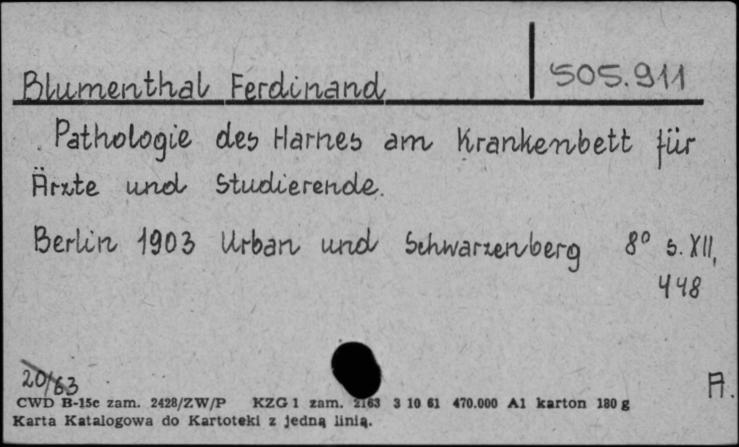 Blumenthal Ferdinand 505.911
Pathologie des Harnes am Krankenbett für
Ärzte und Studierende.
Berlin 1903 Urban und Schwarzenberg 8° s. XII,
448
20/63
A.
CWD B-15c zam. 2428/ZW/P KZG 1 zam. 2163 3 10 61 470.000 A1 karton 180 g
Karta Katalogowa do Kartoteki z jedną linią.